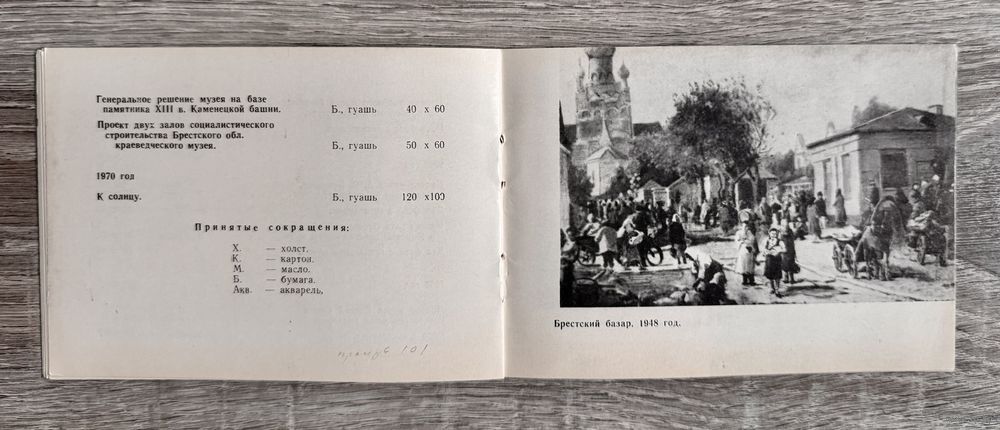 Генеральное решение музея на базе
памятника XIII в. Каменецкой башни. Б., гуашь 40 х 60
Проект двух залов социалистического
строительства Брестского обл.
краеведческого музея. Б., гуашь 50 х 60
1970 год
К солнцу. Б., гуашь 120 х100
Принятые сокращения:
Х. — холст.
К. — картон.
М. — масло.
Б. — бумага.
Акв. — акварель,
101
Брестский базар. 1948 год.